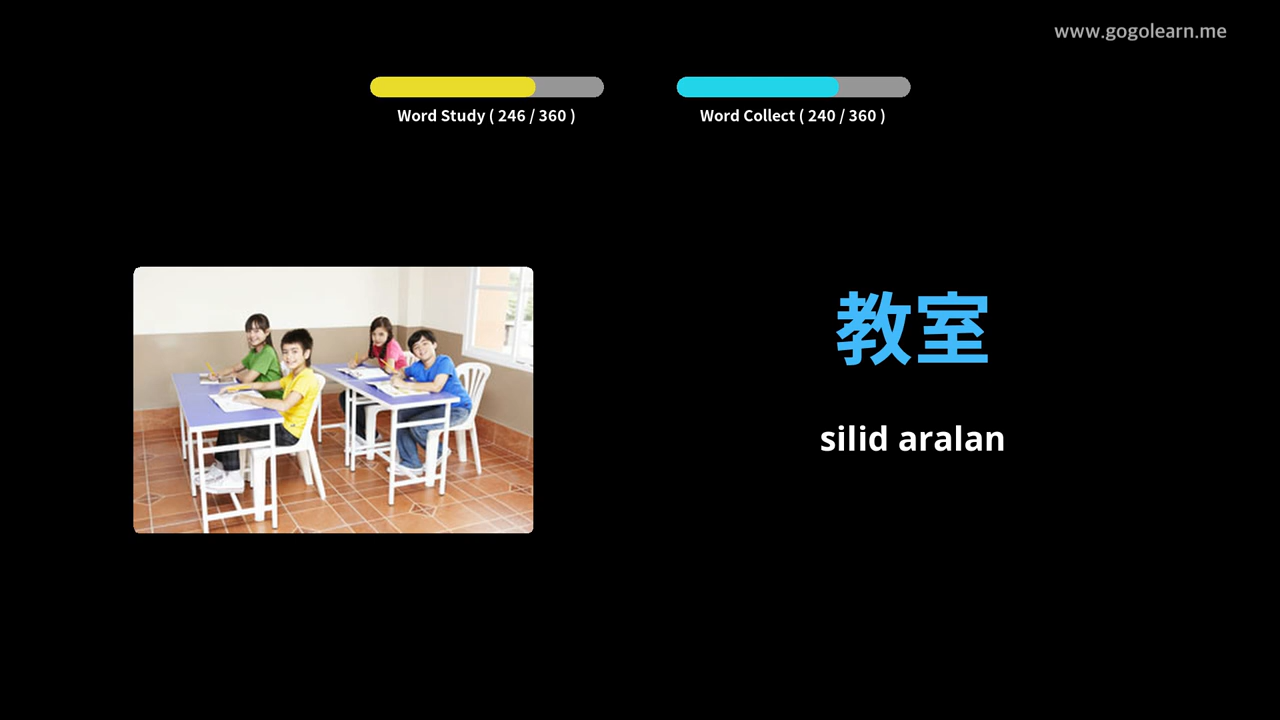 www.gogolearn.me
Word Study ( 246 / 360 )
Word Collect ( 240 / 360 )
教室
silid aralan